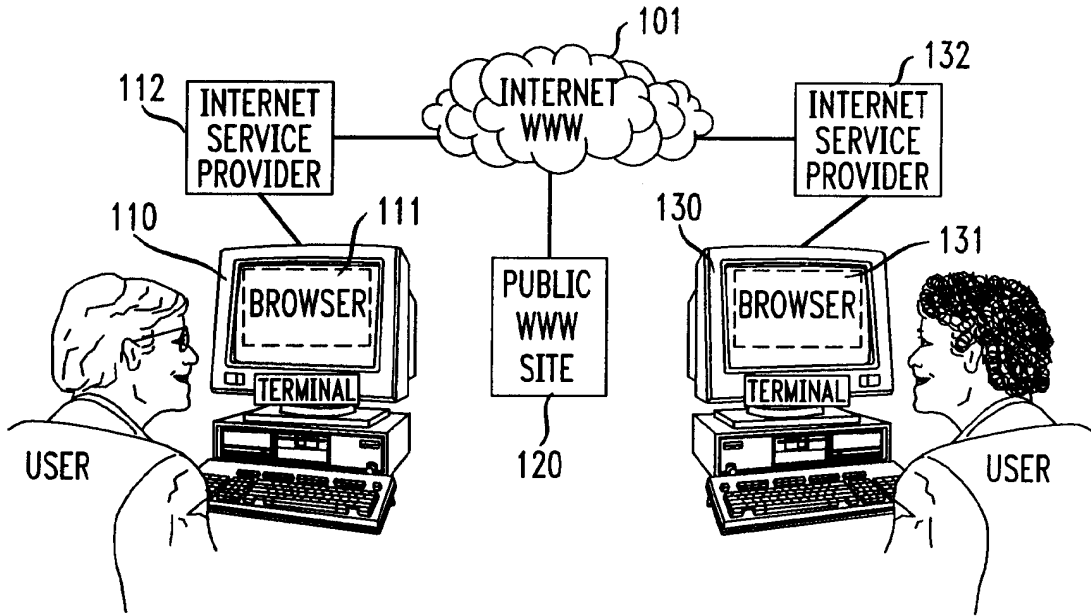 101
112
INTERNET
SERVICE
PROVIDER
INTERNET
WWW
132
INTERNET
SERVICE
PROVIDER
110
111
BROWSER
TERMINAL
PUBLIC
WWW
SITE
120
130
131
BROWSER
TERMINAL
USER
USER